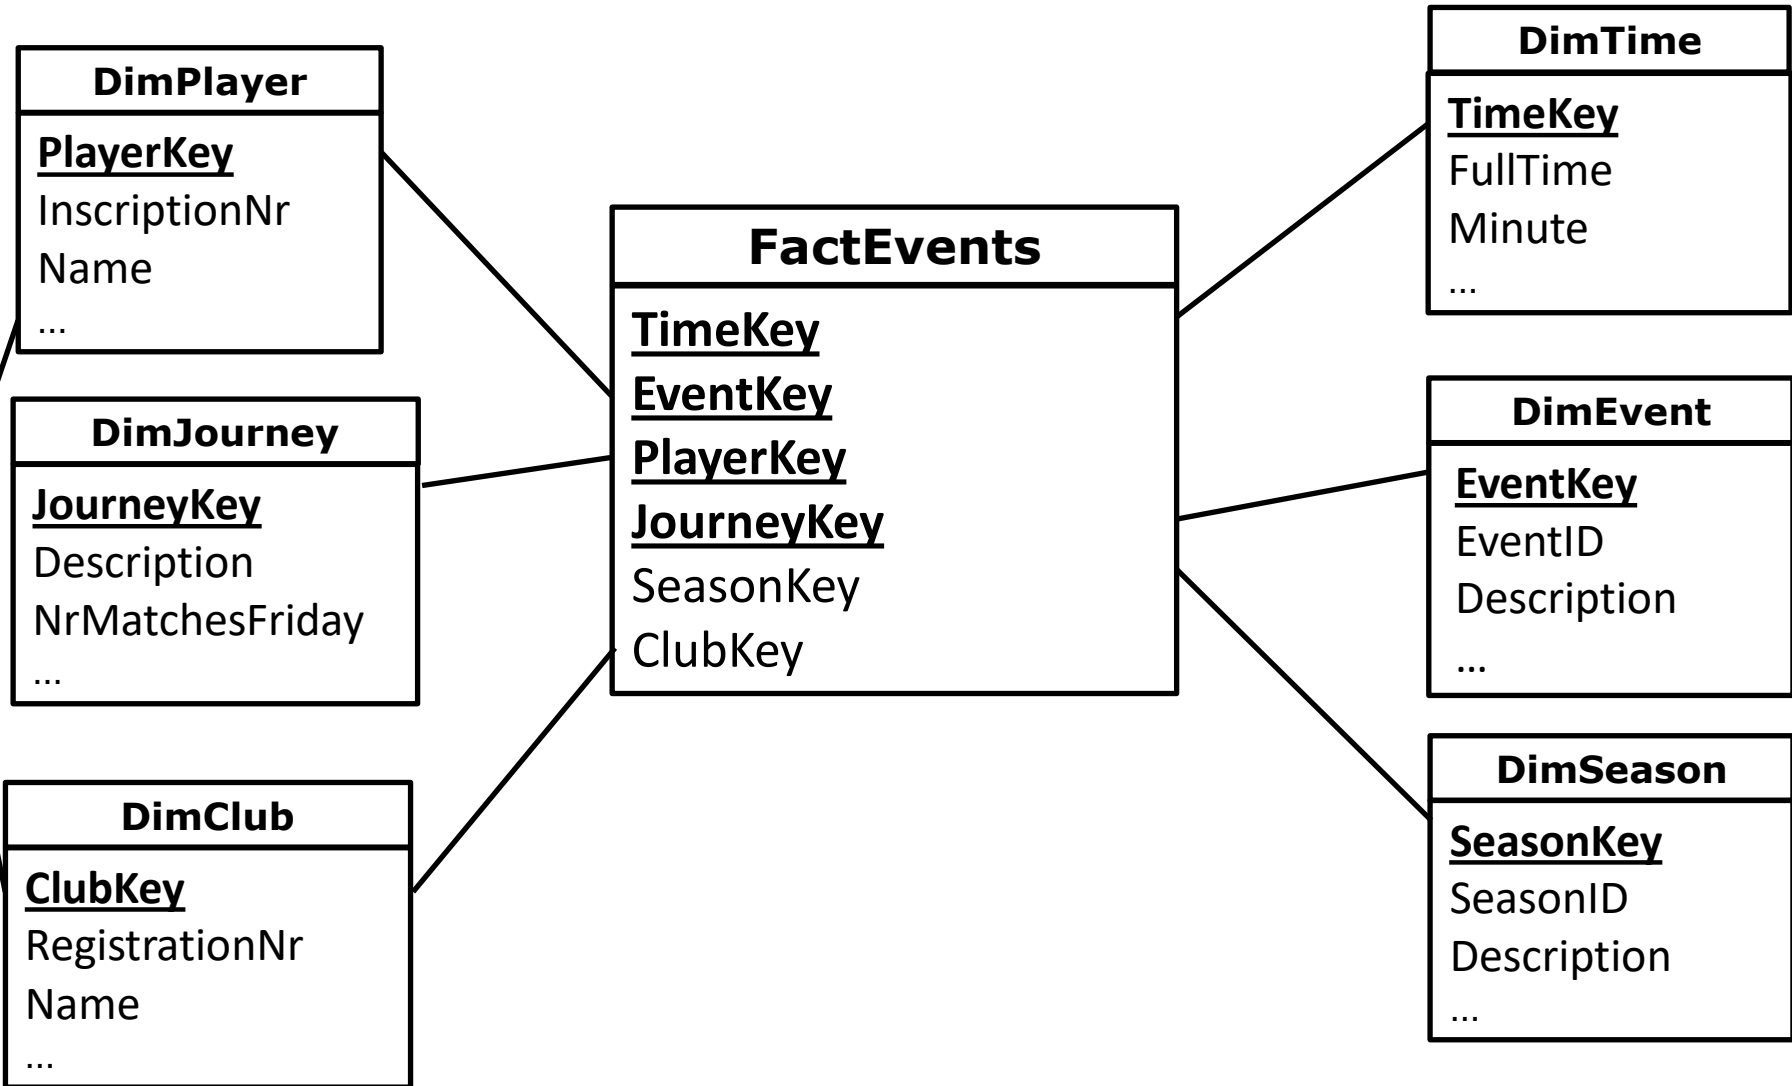 DimPlayer
PlayerKey
InscriptionNr
Name
...
DimJourney
JourneyKey
Description
NrMatchesFriday
...
DimClub
ClubKey
RegistrationNr
Name
...
FactEvents
TimeKey
EventKey
PlayerKey
JourneyKey
SeasonKey
ClubKey
DimTime
TimeKey
FullTime
Minute
...
DimEvent
EventKey
EventID
Description
...
DimSeason
SeasonKey
SeasonID
Description
...